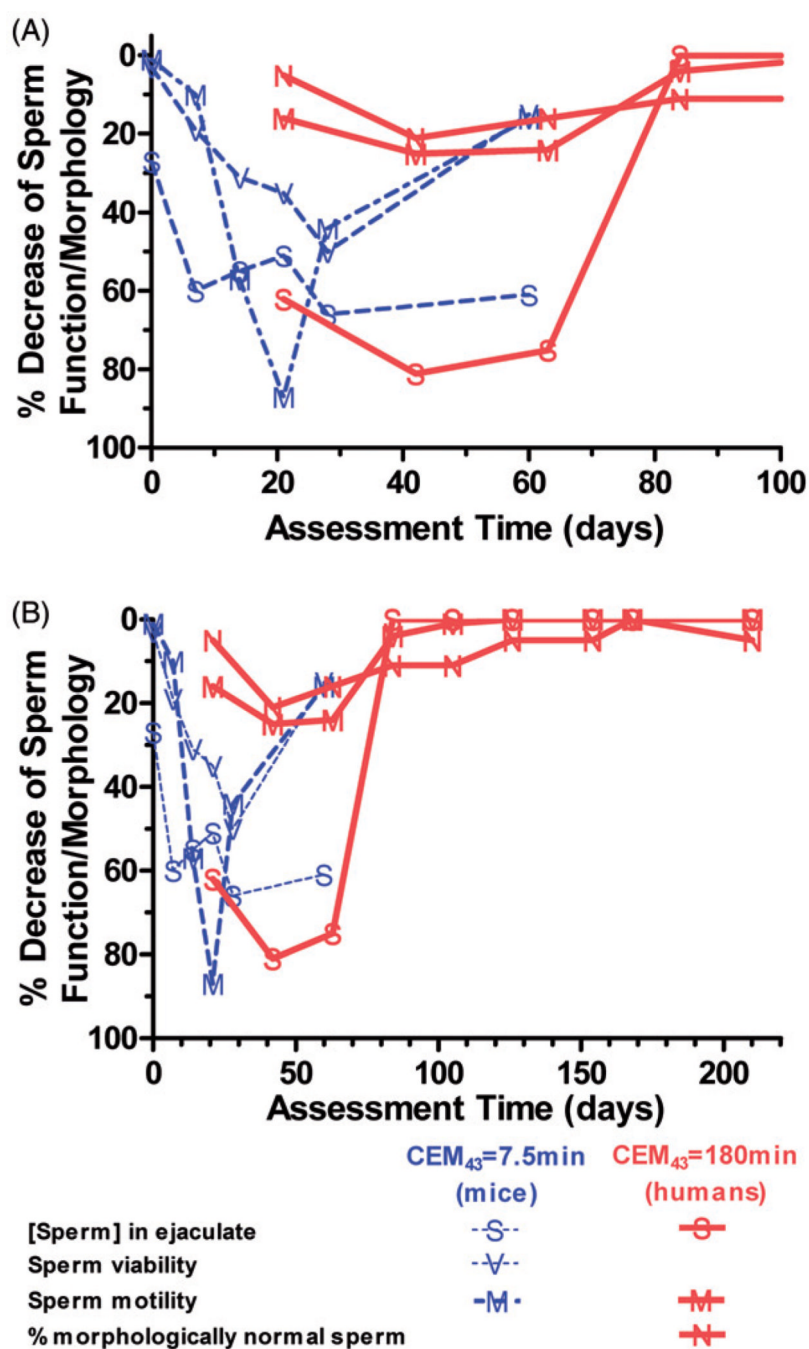 (A)
% Decrease of Sperm
Function/Morphology
0
20
40
60
80
100
0 20 40 60 80 100
Assessment Time (days)
S S S S S S
V V V V
M M M M M M
N N N N
M M M M
S S S S
(B)
% Decrease of Sperm
Function/Morphology
0
20
40
60
80
100
0 50 100 150 200
Assessment Time (days)
CEM43=7.5min CEM43=180min
(mice) (humans)
[Sperm] in ejaculate S S
Sperm viability V
Sperm motility M M
% morphologically normal sperm N